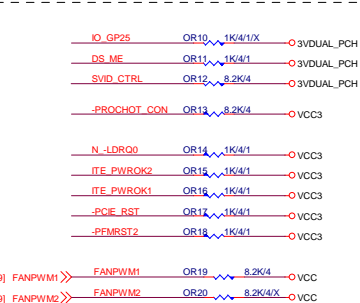 IO_GP25 OR10 1K/4/1/X 3VDUAL_PCH
DS_ME OR11 1K/4/1 3VDUAL_PCH
SVID_CTRL OR12 8.2K/4 3VDUAL_PCH
-PROCHOT_CON OR13 8.2K/4 VCC3
N_-LDRQ0 OR14 1K/4/1 VCC3
ITE_PWROK2 OR15 1K/4/1 VCC3
ITE_PWROK1 OR16 1K/4/1 VCC3
-PCIE_RST OR17 1K/4/1 VCC3
-PFMRST2 OR18 1K/4/1 VCC3
9] FANPWM1 FANPWM1 OR19 8.2K/4 VCC
9] FANPWM2 FANPWM2 OR20 8.2K/4/X VCC